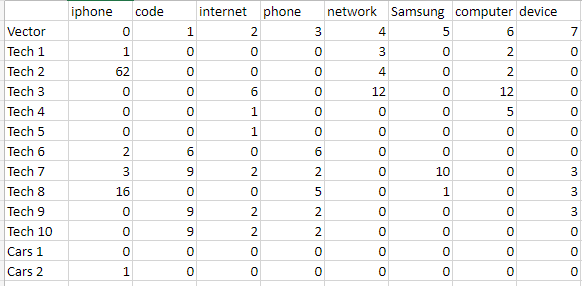 iphone code internet phone network Samsung computer device
Vector 0 1 2 3 4 5 6 7
Tech 1 1 0 0 0 3 0 2 0
Tech 2 62 0 0 0 4 0 2 0
Tech 3 0 0 6 0 12 0 12 0
Tech 4 0 0 1 0 0 0 5 0
Tech 5 0 0 1 0 0 0 0 0
Tech 6 2 6 0 6 0 0 0 0
Tech 7 3 9 2 2 0 10 0 3
Tech 8 16 0 0 5 0 1 0 3
Tech 9 0 9 2 2 0 0 0 3
Tech 10 0 9 2 2 0 0 0 0
Cars 1 0 0 0 0 0 0 0 0
Cars 2 1 0 0 0 0 0 0 0